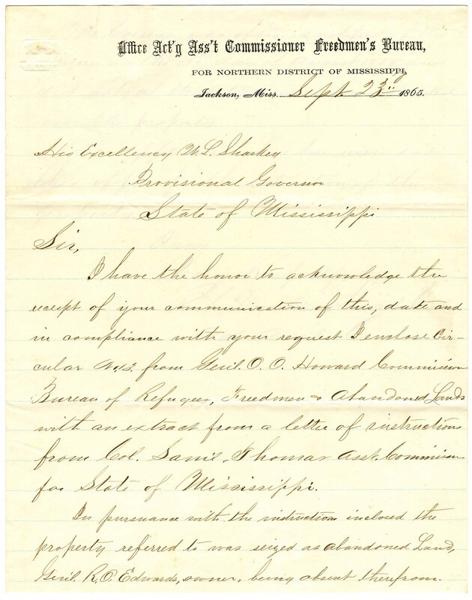 Office Act'g Ass't Commissioner Freedmen's Bureau,
FOR NORTHERN DISTRICT OF MISSISSIPPI,
Jackson, Miss. Sept 23rd 1865.
His Excellency W. L. Sharkey
Provisional Governor
State of Mississippi
Sir,
I have the honor to acknowledge the
receipt of your communication of this, date and
in compliance with your request I enclose Cir-
cular from Genl. O. O. Howard Commissioner
Bureau of Refugees, Freedmen & Abandoned Lands
with an extract from a letter of instructions
from Col. Saml. Thomas Asst. Commissioner
for State of Mississippi.
In pursuance with the instruction inclosed the
property referred to was seized as abandoned Land,
Genl. R. O. Edwards, owner, being absent therefrom.